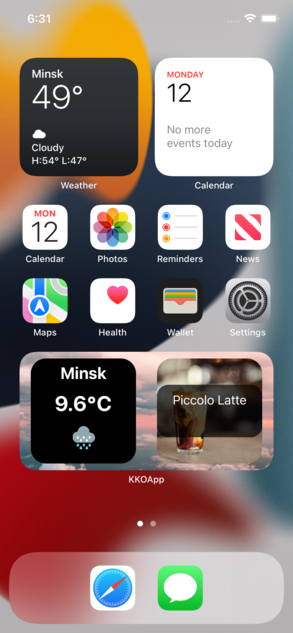 6:31
Minsk
49°
Cloudy
H:54° L:47°
Weather
MONDAY
12
No more
events today
Calendar
MON
12
Calendar
Photos
Reminders
News
Maps
Health
Wallet
Settings
Minsk
9.6°C
Piccolo Latte
KKOApp